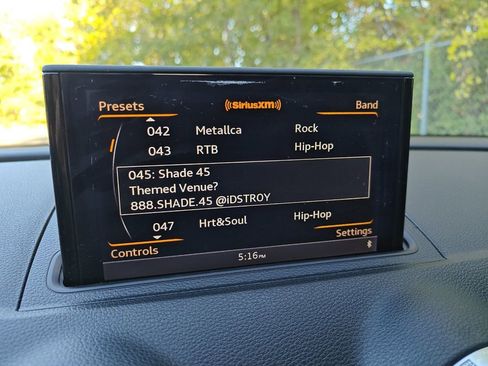 Presets
((SiriusXM))
Band
042 Metallca Rock
043 RTB Hip-Hop
045: Shade 45
Themed Venue?
888.SHADE.45 @iDSTROY
047 Hrt&Soul Hip-Hop
Controls
Settings
5:16PM